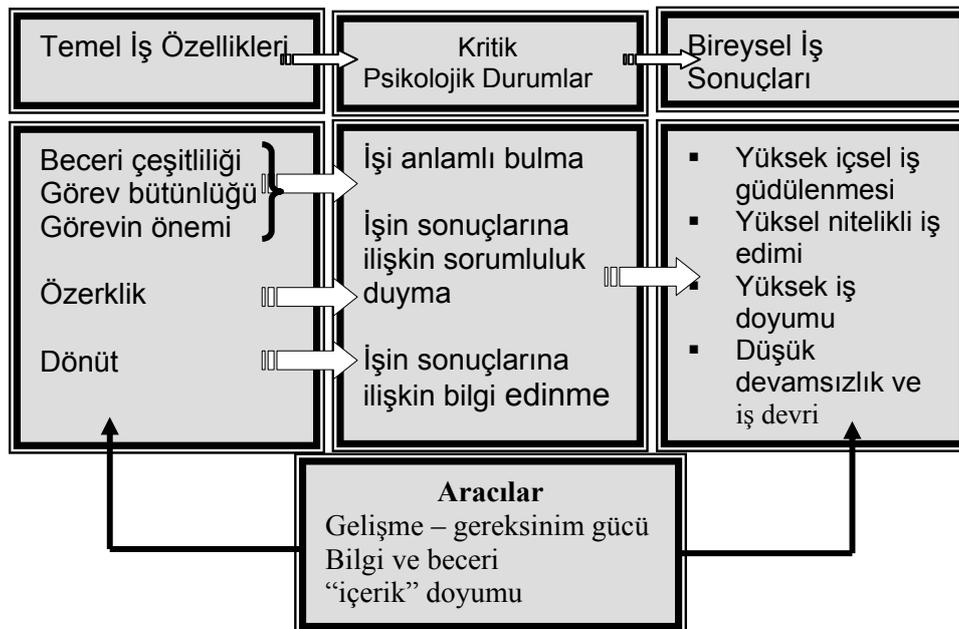 Temel İş Özellikleri
Kritik
Psikolojik Durumlar
Bireysel İş
Sonuçları
Beceri çeşitliliği
Görev bütünlüğü
Görevin önemi
Özerklik
Dönüt
İşi anlamlı bulma
İşin sonuçlarına
ilişkin sorumluluk
duyma
İşin sonuçlarına
ilişkin bilgi edinme
▪ Yüksek içsel iş
güdülenmesi
▪ Yüksel nitelikli iş
edimi
▪ Yüksek iş
doyumu
▪ Düşük
devamsızlık ve
iş devri
Aracılar
Gelişme – gereksinim gücü
Bilgi ve beceri
“içerik” doyumu